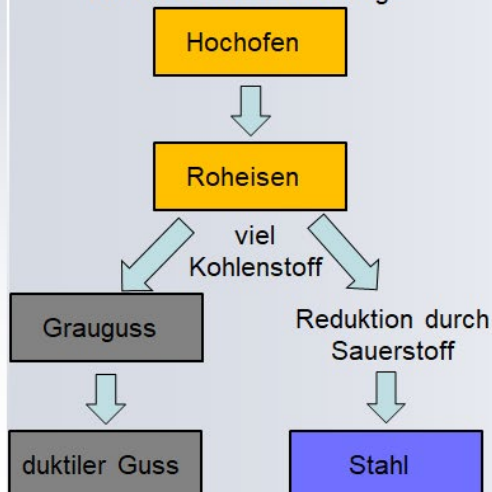 Hochofen
Roheisen
viel
Kohlenstoff
Grauguss
Reduktion durch
Sauerstoff
duktiler Guss
Stahl